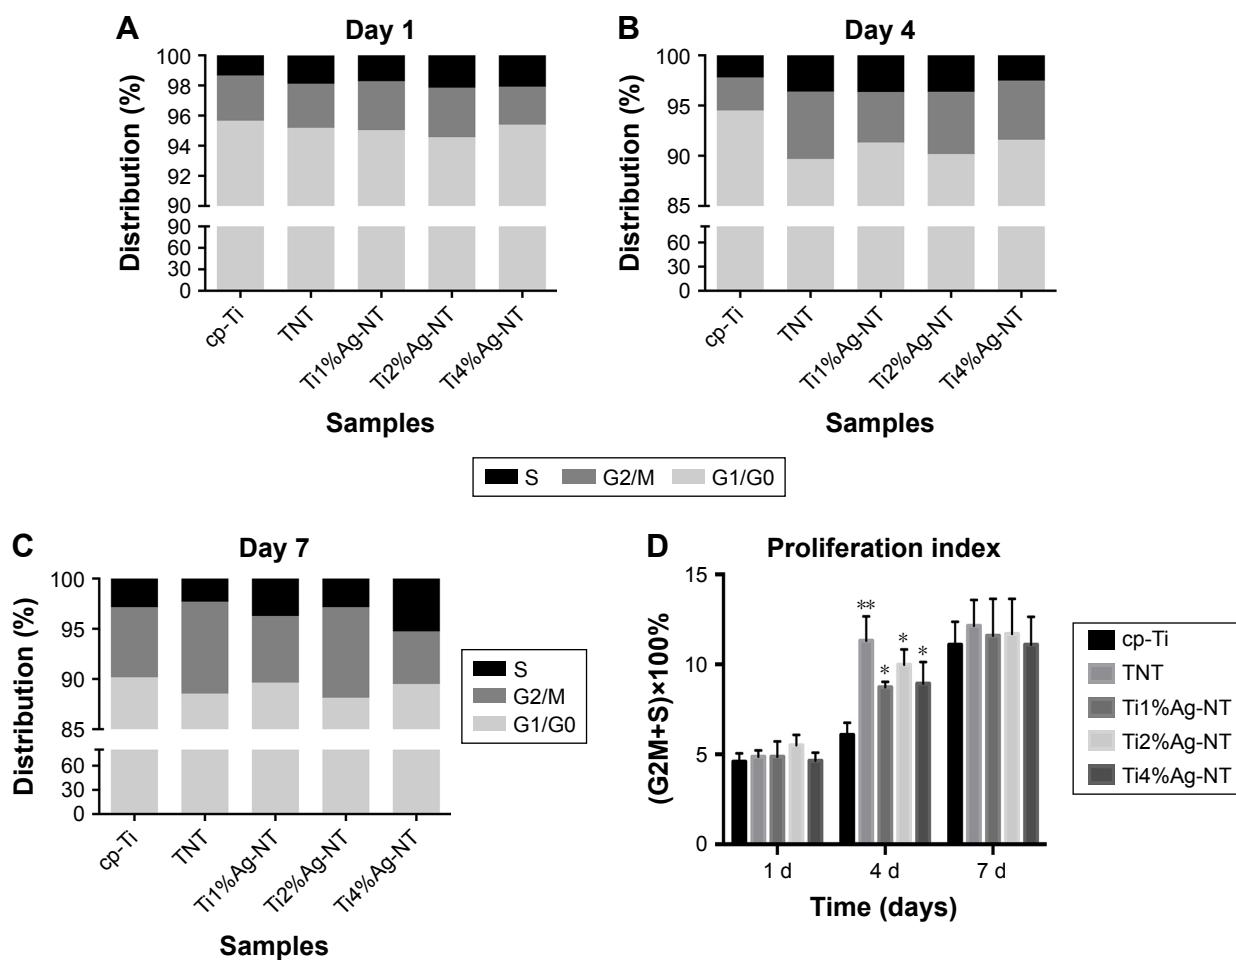 A
Day 1
Distribution (%)
100
98
96
94
92
90
90
60
30
0
cp-Ti
TNT
Ti1%Ag-NT
Ti2%Ag-NT
Ti4%Ag-NT
Samples
B
Day 4
Distribution (%)
100
95
90
85
60
30
0
cp-Ti
TNT
Ti1%Ag-NT
Ti2%Ag-NT
Ti4%Ag-NT
Samples
S G2/M G1/G0
C
Day 7
Distribution (%)
100
95
90
85
60
30
0
cp-Ti
TNT
Ti1%Ag-NT
Ti2%Ag-NT
Ti4%Ag-NT
Samples
S
G2/M
G1/G0
D
Proliferation index
(G2M+S)×100%
15
10
5
0
**
*
*
*
1 d
4 d
7 d
Time (days)
cp-Ti
TNT
Ti1%Ag-NT
Ti2%Ag-NT
Ti4%Ag-NT